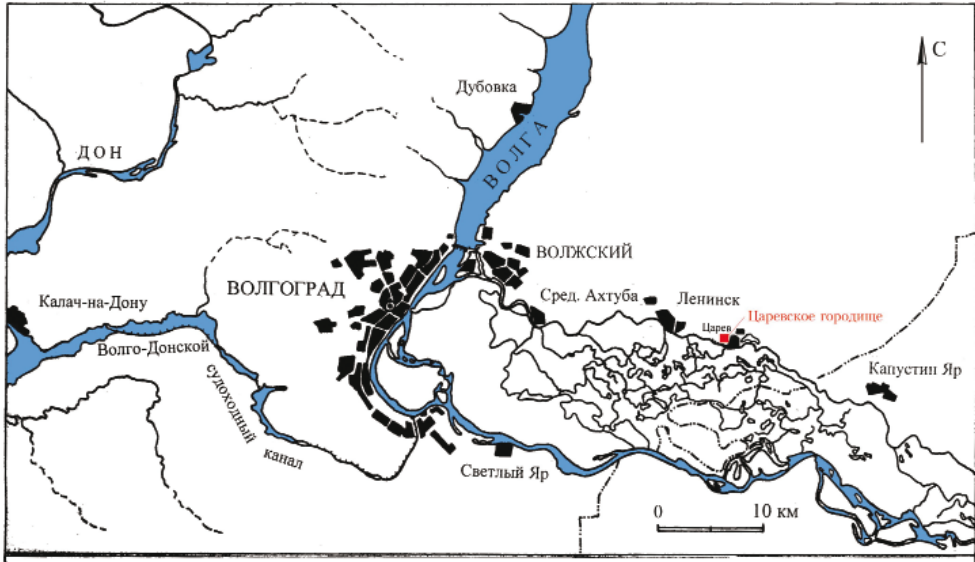 С
Дубовка
ДОН
ВОЛГА
ВОЛЖСКИЙ
ВОЛГОГРАД
Калач-на-Дону
Сред. Ахтуба
Ленинск
Царев
Царевское городище
Волго-Донской
судоходный
канал
Капустин Яр
Светлый Яр
0 10 км